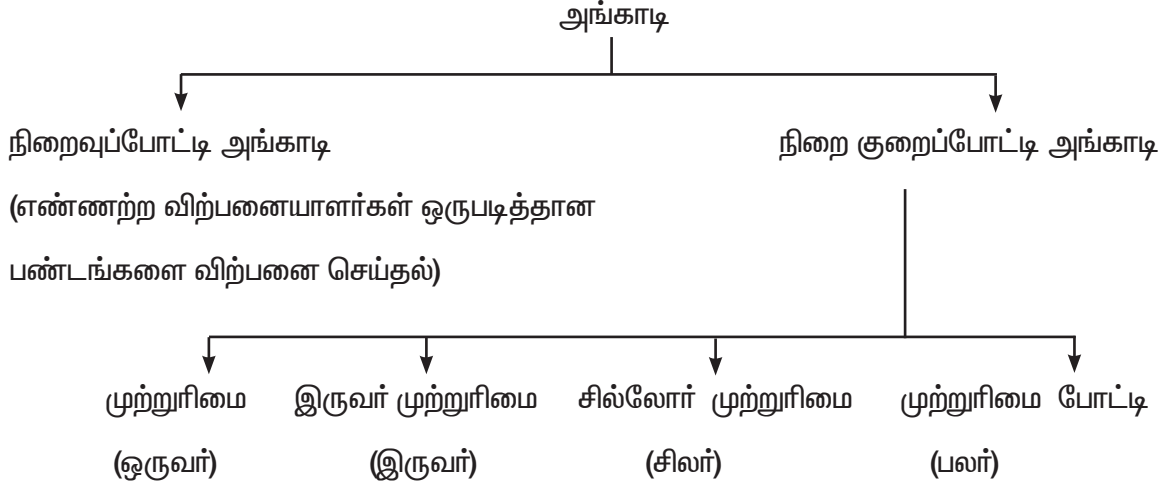 அங்காடி
நிறைவுப்போட்டி அங்காடி
(எண்ணற்ற விற்பனையாளர்கள் ஒருபடித்தான
பண்டங்களை விற்பனை செய்தல்)
நிறை குறைப்போட்டி அங்காடி
முற்றுரிமை
(ஒருவர்)
இருவர் முற்றுரிமை
(இருவர்)
சில்லோர் முற்றுரிமை
(சிலர்)
முற்றுரிமை போட்டி
(பலர்)